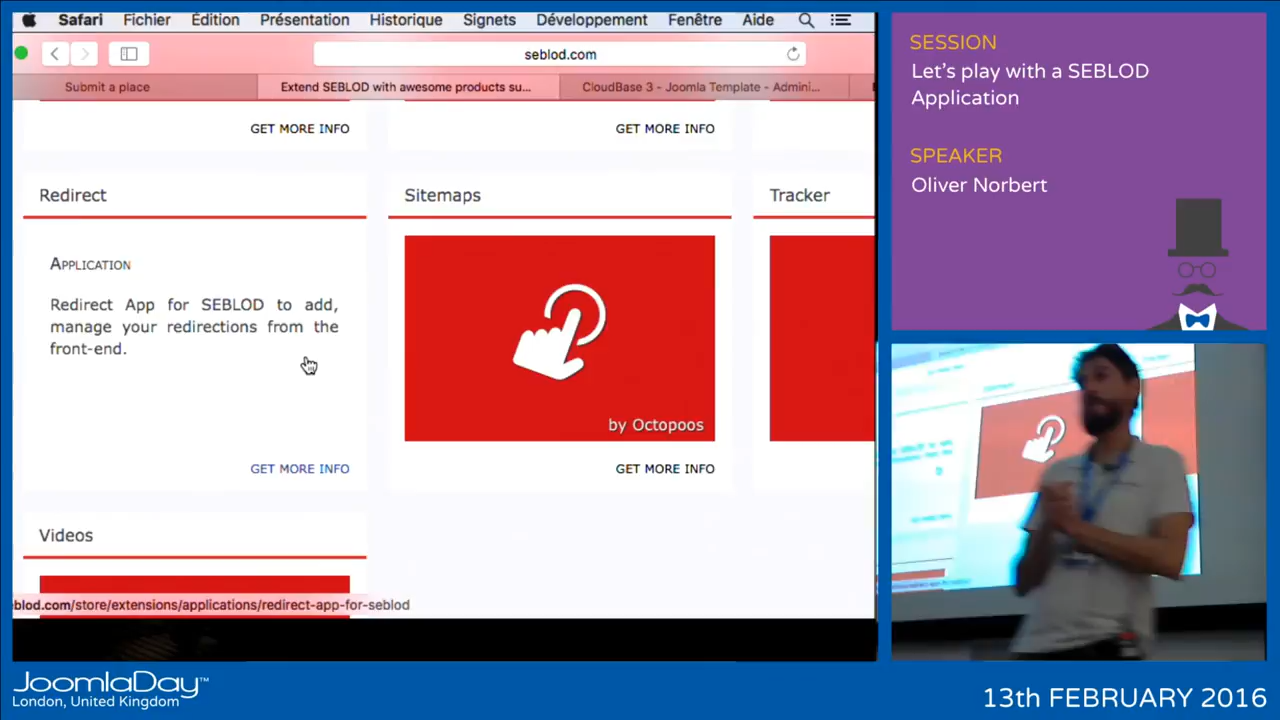 Safari Fichier Édition Présentation Historique Signets Développement Fenêtre Aide
seblod.com
Submit a place
Extend SEBLOD with awesome products su...
CloudBase 3 - Joomla Template - Admini...
GET MORE INFO
GET MORE INFO
Redirect
Sitemaps
Tracker
APPLICATION
Redirect App for SEBLOD to add,
manage your redirections from the
front-end.
by Octopoos
GET MORE INFO
GET MORE INFO
Videos
eblod.com/store/extensions/applications/redirect-app-for-seblod
SESSION
Let's play with a SEBLOD
Application
SPEAKER
Oliver Norbert
JoomlaDay™
London, United Kingdom
13th FEBRUARY 2016